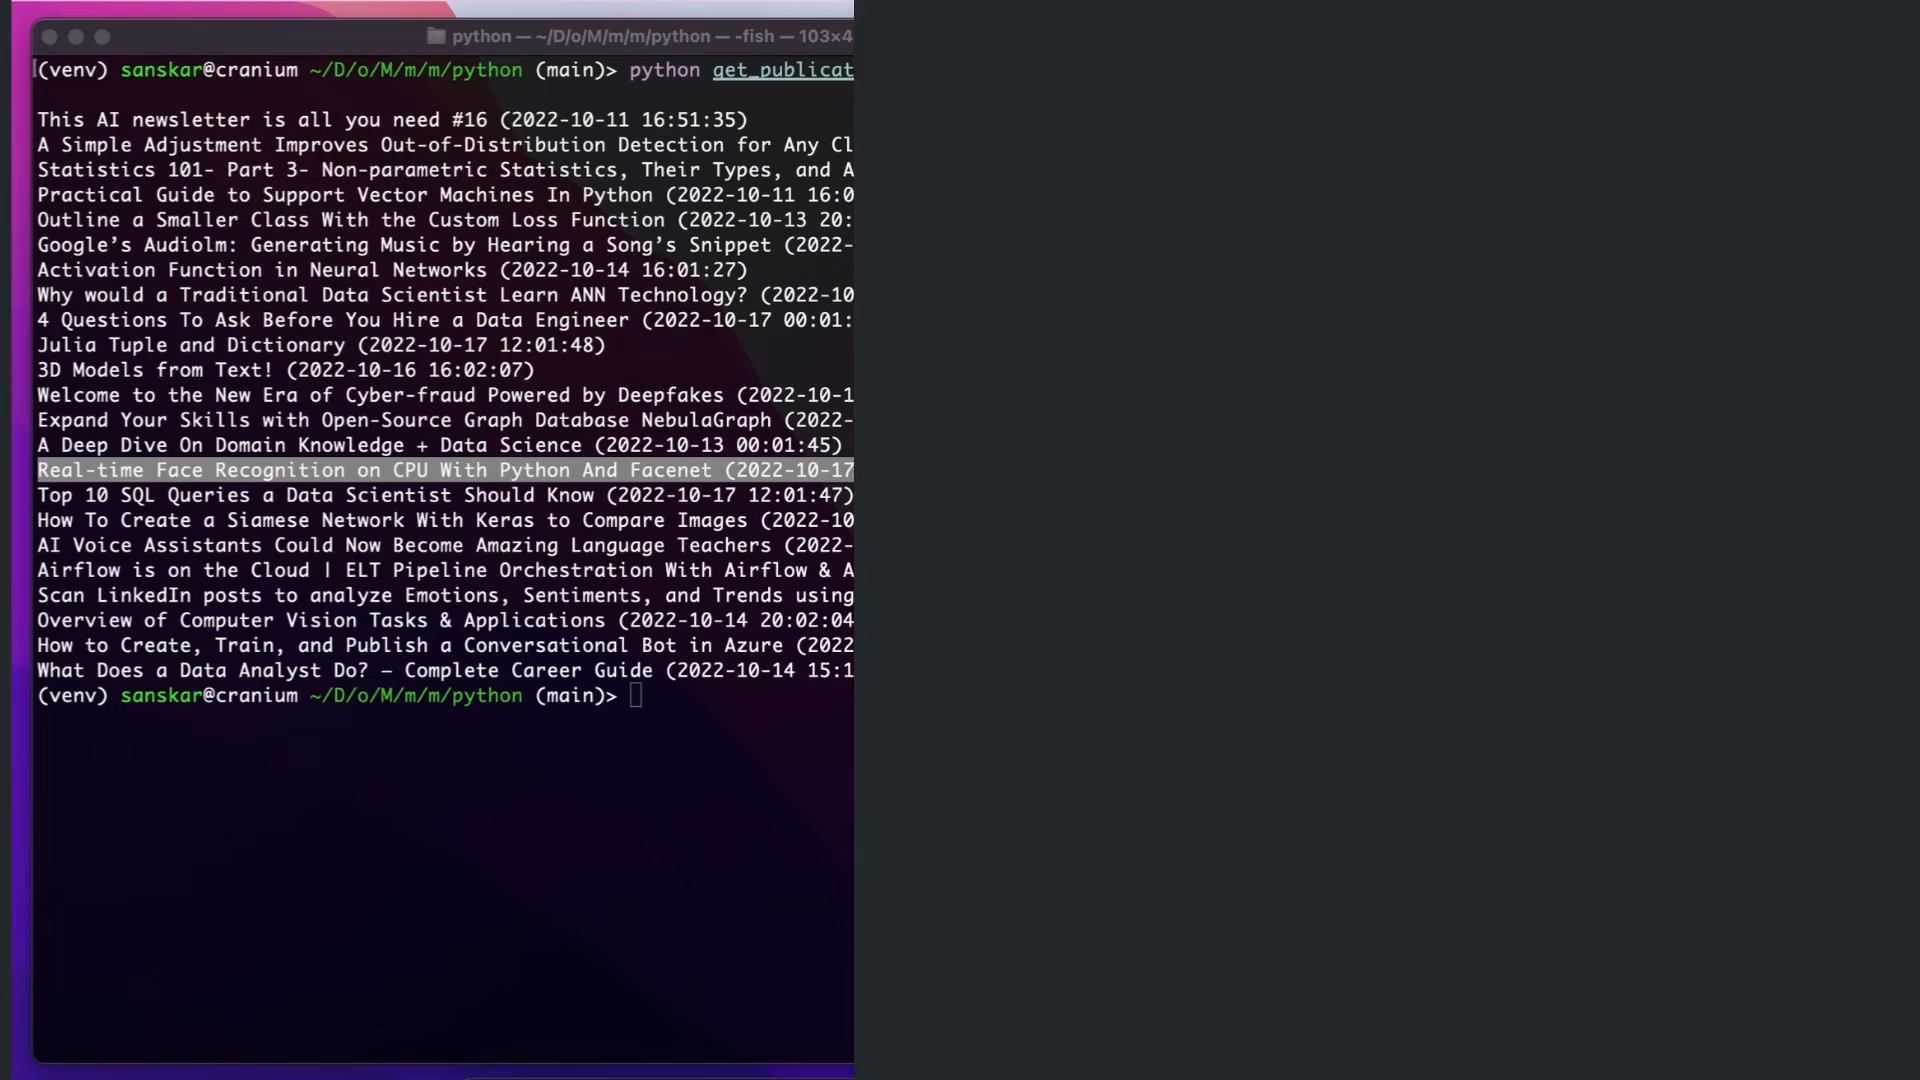 python — ~/D/o/M/m/m/python — -fish — 103×4
(venv) sanskar@cranium ~/D/o/M/m/m/python (main)> python get_publicat
This AI newsletter is all you need #16 (2022-10-11 16:51:35)
A Simple Adjustment Improves Out-of-Distribution Detection for Any Cl
Statistics 101- Part 3- Non-parametric Statistics, Their Types, and A
Practical Guide to Support Vector Machines In Python (2022-10-11 16:0
Outline a Smaller Class With the Custom Loss Function (2022-10-13 20:
Google’s Audiolm: Generating Music by Hearing a Song’s Snippet (2022-
Activation Function in Neural Networks (2022-10-14 16:01:27)
Why would a Traditional Data Scientist Learn ANN Technology? (2022-10
4 Questions To Ask Before You Hire a Data Engineer (2022-10-17 00:01:
Julia Tuple and Dictionary (2022-10-17 12:01:48)
3D Models from Text! (2022-10-16 16:02:07)
Welcome to the New Era of Cyber-fraud Powered by Deepfakes (2022-10-1
Expand Your Skills with Open-Source Graph Database NebulaGraph (2022-
A Deep Dive On Domain Knowledge + Data Science (2022-10-13 00:01:45)
Real-time Face Recognition on CPU With Python And Facenet (2022-10-17
Top 10 SQL Queries a Data Scientist Should Know (2022-10-17 12:01:47)
How To Create a Siamese Network With Keras to Compare Images (2022-10
AI Voice Assistants Could Now Become Amazing Language Teachers (2022-
Airflow is on the Cloud | ELT Pipeline Orchestration With Airflow & A
Scan LinkedIn posts to analyze Emotions, Sentiments, and Trends using
Overview of Computer Vision Tasks & Applications (2022-10-14 20:02:04
How to Create, Train, and Publish a Conversational Bot in Azure (2022
What Does a Data Analyst Do? — Complete Career Guide (2022-10-14 15:1
(venv) sanskar@cranium ~/D/o/M/m/m/python (main)>